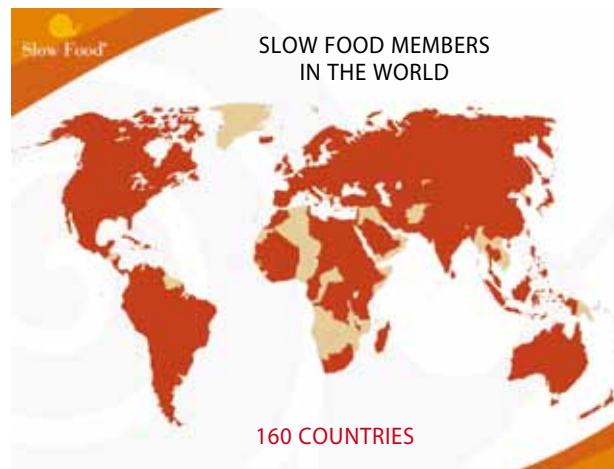 Slow Food®
SLOW FOOD MEMBERS
IN THE WORLD
160 COUNTRIES